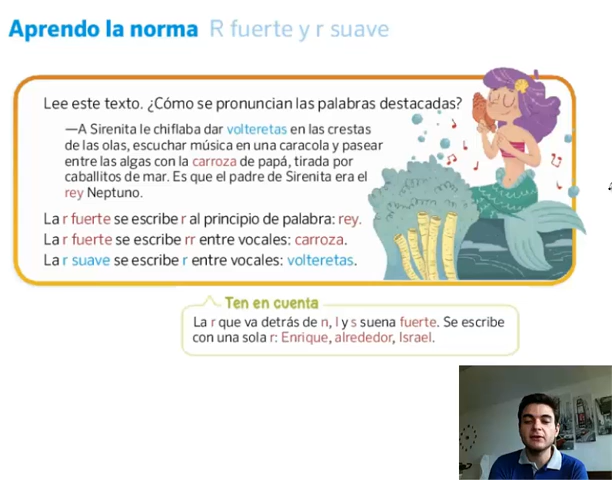 Aprendo la norma R fuerte y r suave
Lee este texto. ¿Cómo se pronuncian las palabras destacadas?
—A Sirenita le chiflaba dar volteretas en las crestas
de las olas, escuchar música en una caracola y pasear
entre las algas con la carroza de papá, tirada por
caballitos de mar. Es que el padre de Sirenita era el
rey Neptuno.
La r fuerte se escribe r al principio de palabra: rey.
La r fuerte se escribe rr entre vocales: carroza.
La r suave se escribe r entre vocales: volteretas.
Ten en cuenta
La r que va detrás de n, l y s suena fuerte. Se escribe
con una sola r: Enrique, alrededor, Israel.